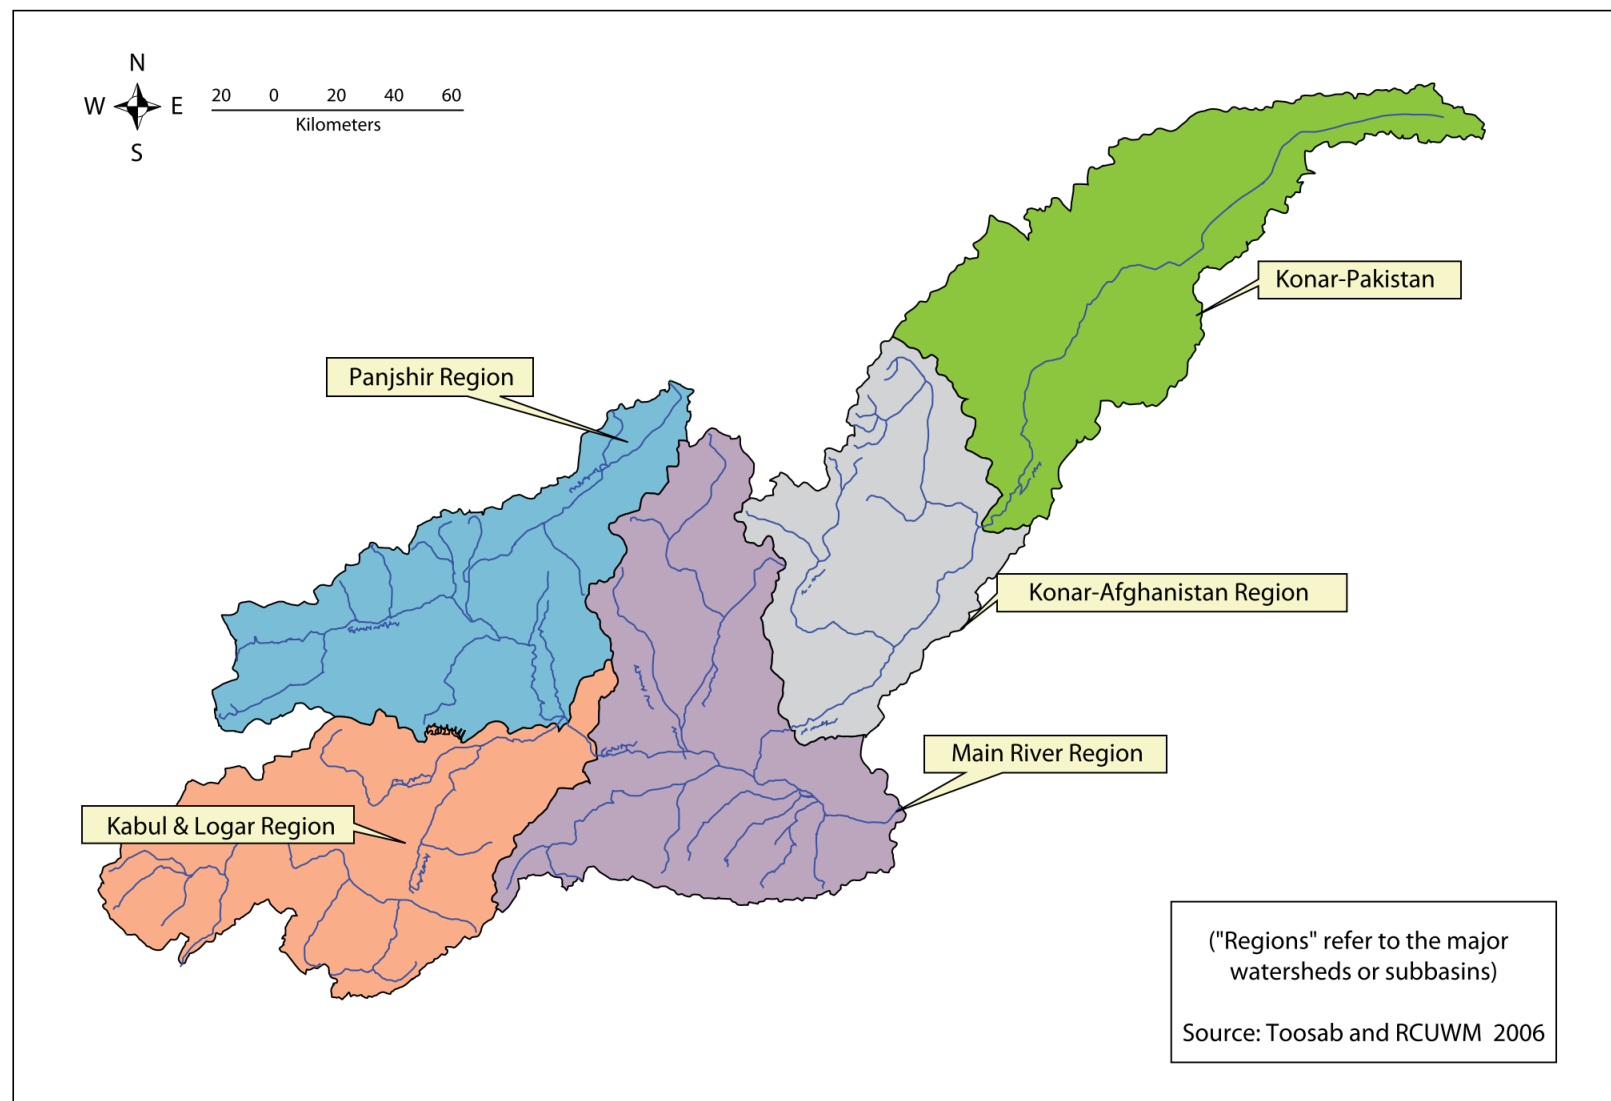 N
W E
S
20 0 20 40 60
Kilometers
Konar-Pakistan
Panjshir Region
Konar-Afghanistan Region
Main River Region
Kabul & Logar Region
("Regions" refer to the major
watersheds or subbasins)
Source: Toosab and RCUWM 2006